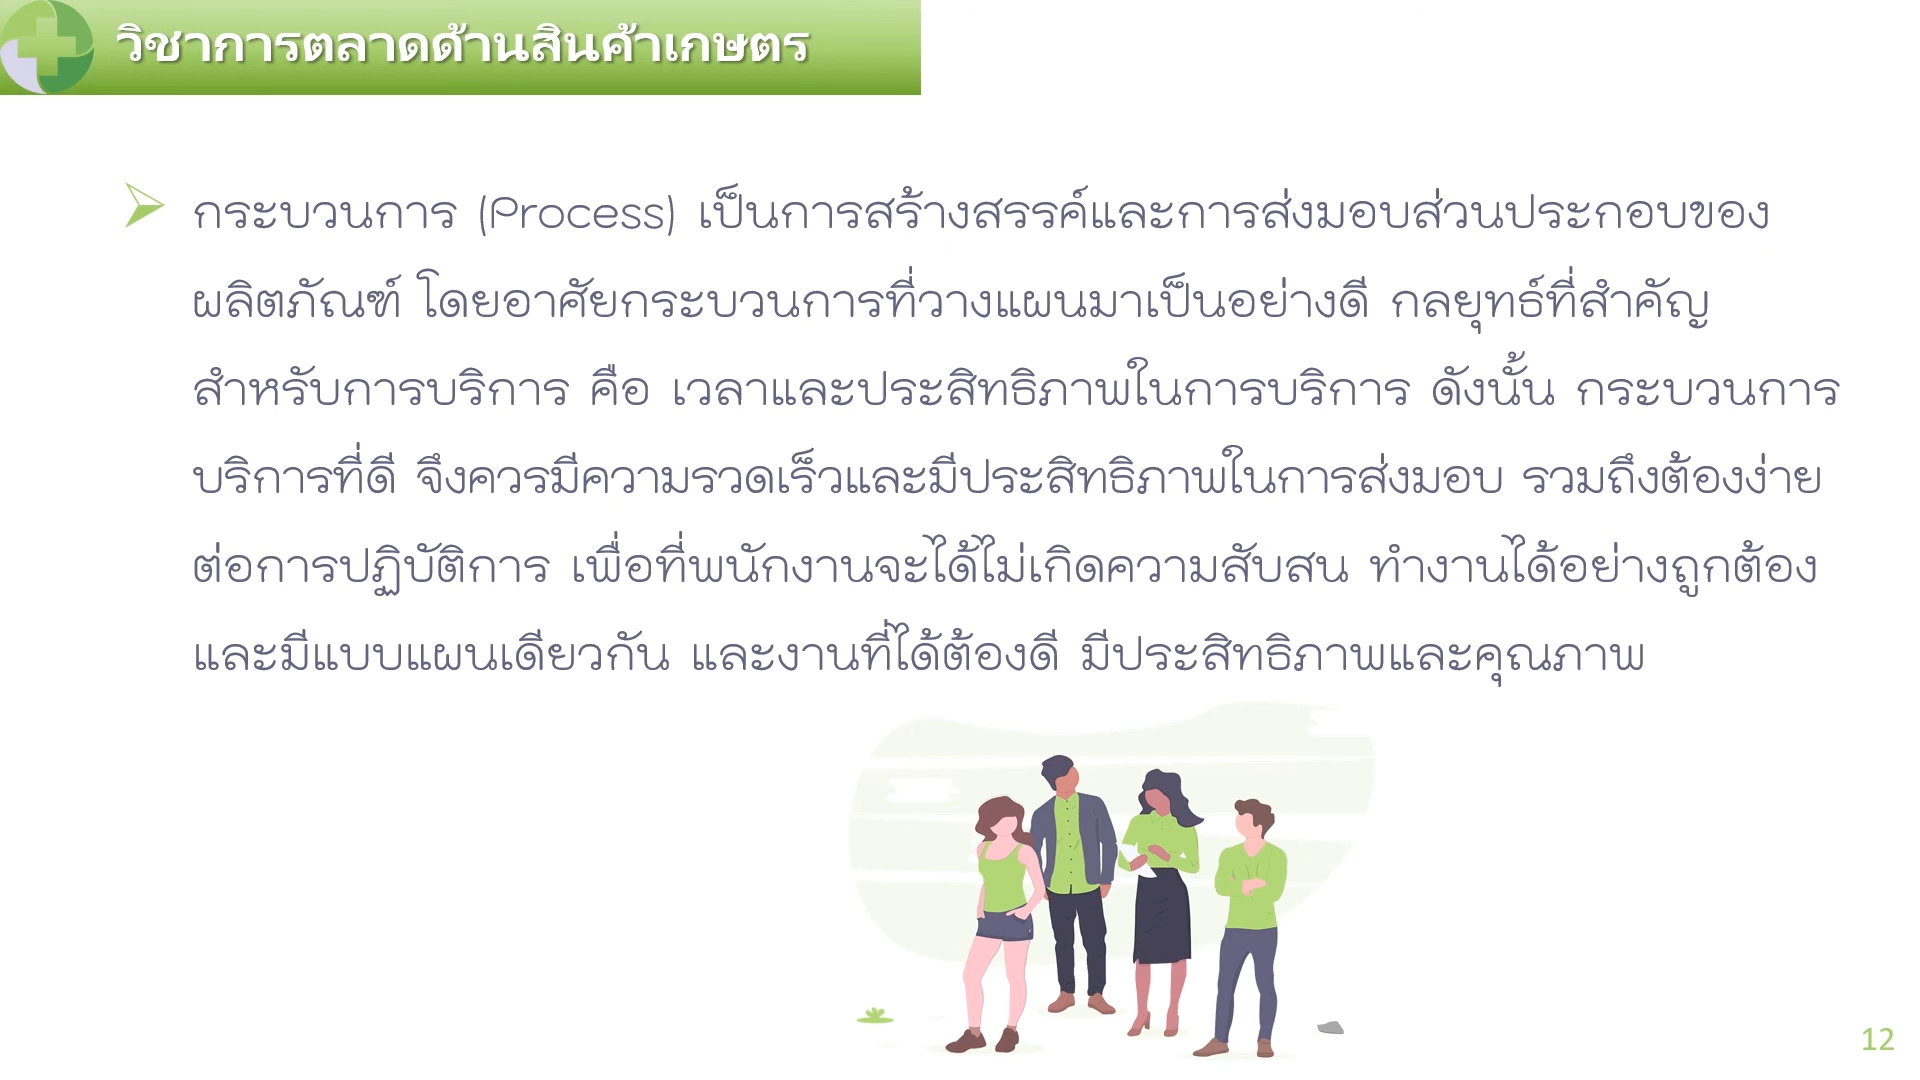 วิชาการตลาดด้านสินค้าเกษตร
กระบวนการ (Process) เป็นการสร้างสรรค์และการส่งมอบส่วนประกอบของ
ผลิตภัณฑ์ โดยอาศัยกระบวนการที่วางแผนมาเป็นอย่างดี กลยุทธ์ที่สำคัญ
สำหรับการบริการ คือ เวลาและประสิทธิภาพในการบริการ ดังนั้น กระบวนการ
บริการที่ดี จึงควรมีความรวดเร็วและมีประสิทธิภาพในการส่งมอบ รวมถึงต้องง่าย
ต่อการปฏิบัติการ เพื่อที่พนักงานจะได้ไม่เกิดความสับสน ทำงานได้อย่างถูกต้อง
และมีแบบแผนเดียวกัน และงานที่ได้ต้องดี มีประสิทธิภาพและคุณภาพ
12